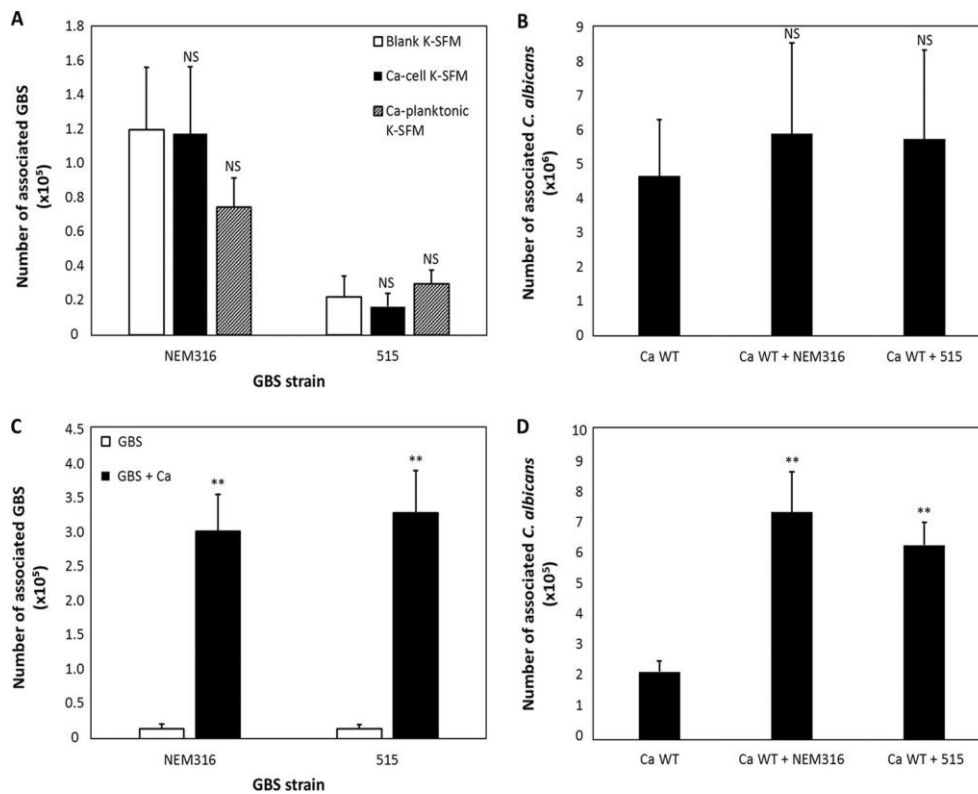 A
Number of associated GBS
(x10⁵)
1.8
1.6
1.4
1.2
1.0
0.8
0.6
0.4
0.2
0
NS
NS
NS
NS
Blank K-SFM
Ca-cell K-SFM
Ca-planktonic
K-SFM
NEM316
515
GBS strain
B
Number of associated C. albicans
(x10⁶)
9
8
7
6
5
4
3
2
1
0
NS
NS
Ca WT
Ca WT + NEM316
Ca WT + 515
C
Number of associated GBS
(x10⁵)
4.5
4.0
3.5
3.0
2.5
2.0
1.5
1.0
0.5
0
GBS
GBS + Ca
**
**
NEM316
515
GBS strain
D
Number of associated C. albicans
(x10⁵)
10
9
8
7
6
5
4
3
2
1
0
**
**
Ca WT
Ca WT + NEM316
Ca WT + 515